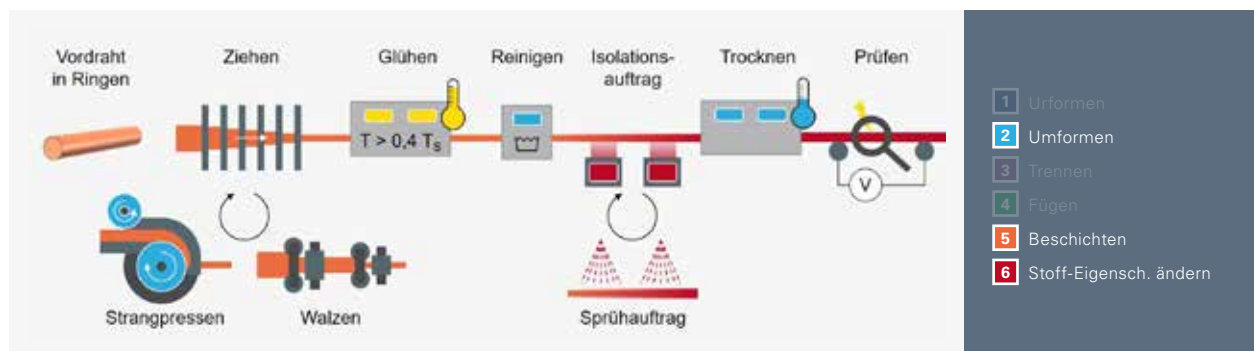 Vordraht
in Ringen
Ziehen
Glühen
Reinigen
Isolations-
auftrag
Trocknen
Prüfen
T > 0,4 Ts
V
Strangpressen
Walzen
Sprühauftrag
1 Urformen
2 Umformen
3 Trennen
4 Fügen
5 Beschichten
6 Stoff-Eigensch. ändern